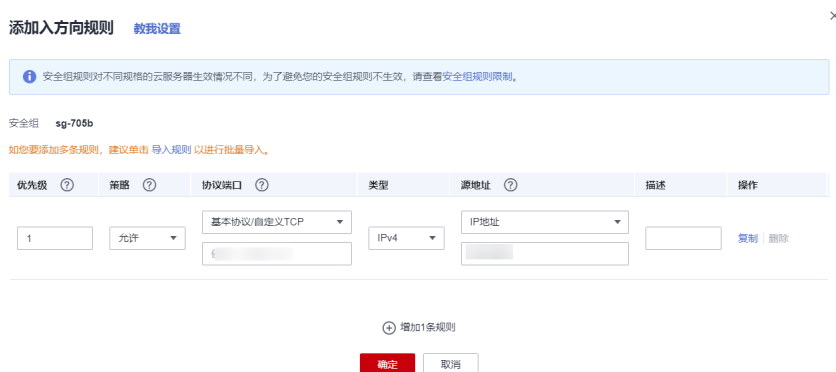 添加入方向规则 教我设置
安全组规则对不同规格的云服务器生效情况不同，为了避免您的安全组规则不生效，请查看安全组规则限制。
安全组 sg-705b
如您要添加多条规则，建议单击 导入规则 以进行批量导入。
优先级 策略 协议端口 类型 源地址 描述 操作
基本协议/自定义TCP IP地址
1 允许 IPv4 复制 删除
增加1条规则
确定 取消